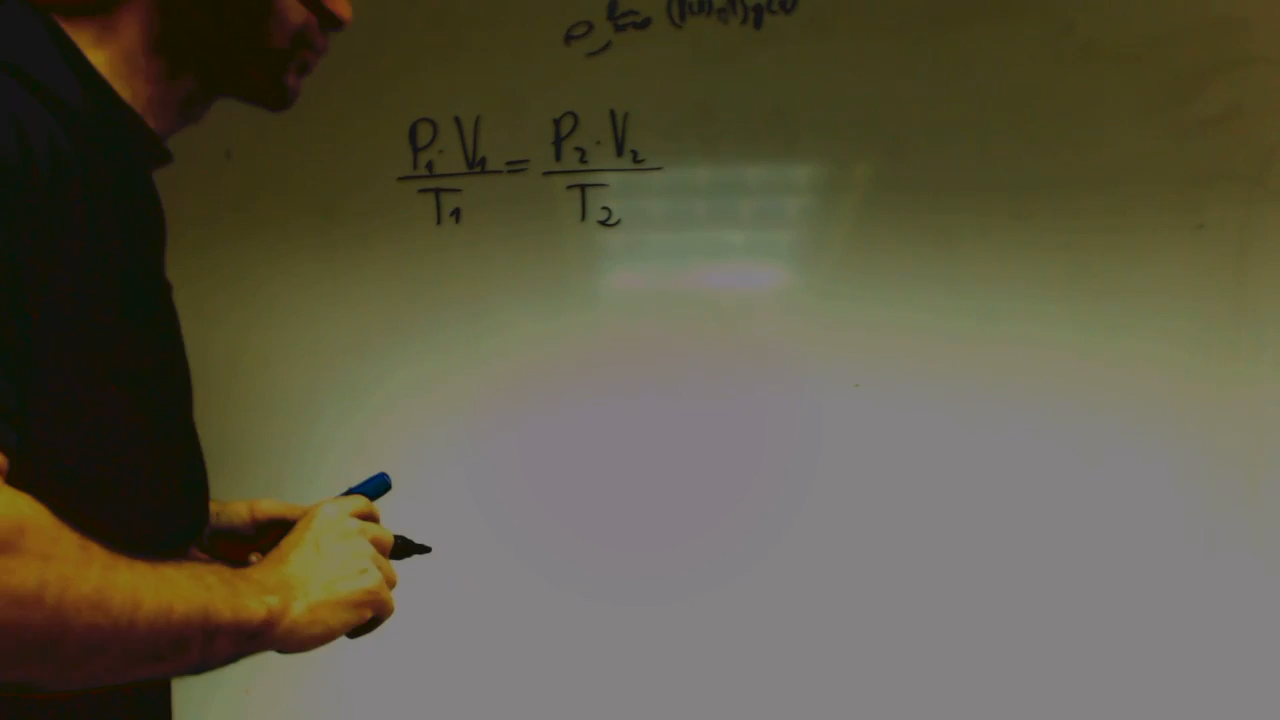 P₁ · V₁ / T₁ = P₂ · V₂ / T₂